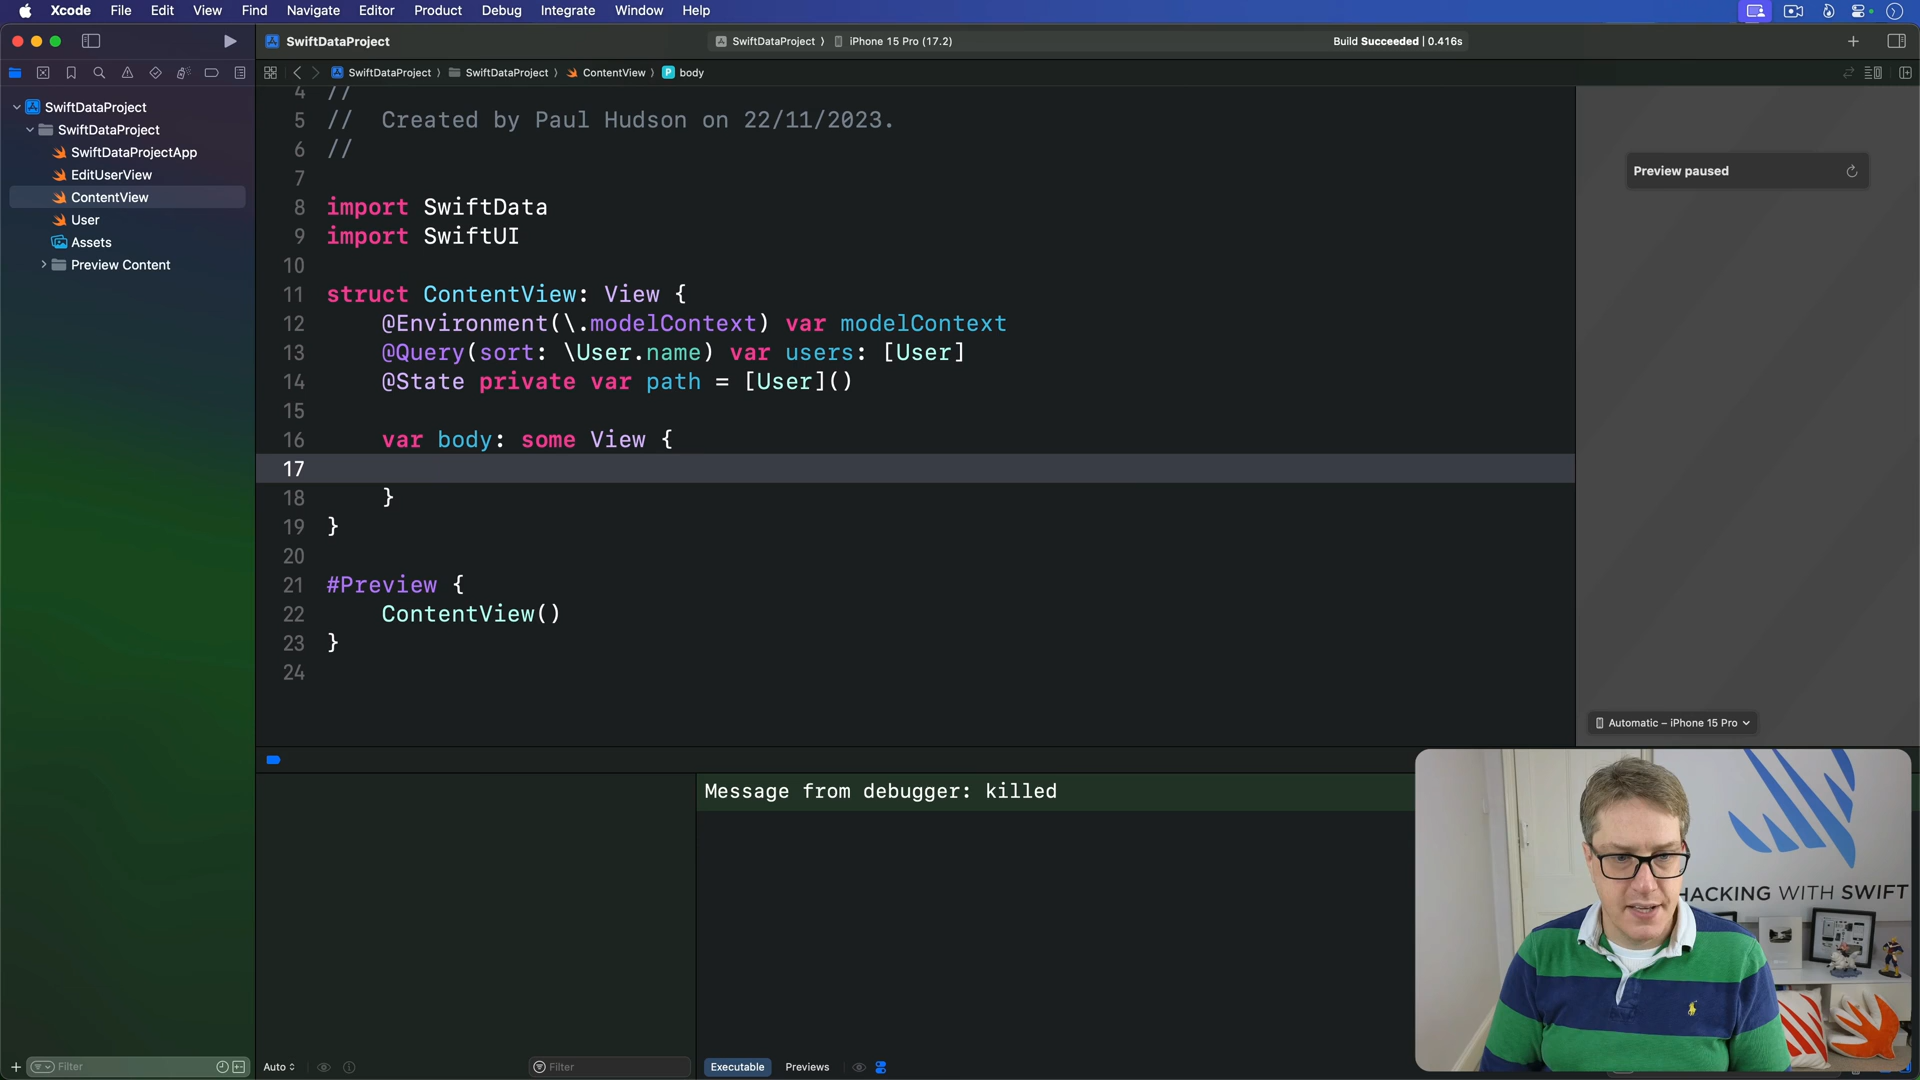 Xcode File Edit View Find Navigate Editor Product Debug Integrate Window Help
SwiftDataProject
SwiftDataProject 〉 iPhone 15 Pro (17.2)
Build Succeeded | 0.416s
SwiftDataProject 〉 SwiftDataProject 〉 ContentView 〉 P body
SwiftDataProject
SwiftDataProject
SwiftDataProjectApp
EditUserView
ContentView
User
Assets
Preview Content
4 //
5 // Created by Paul Hudson on 22/11/2023.
6 //
7
8 import SwiftData
9 import SwiftUI
10
11 struct ContentView: View {
12 @Environment(\.modelContext) var modelContext
13 @Query(sort: \User.name) var users: [User]
14 @State private var path = [User]()
15
16 var body: some View {
17
18 }
19 }
20
21 #Preview {
22 ContentView()
23 }
24
Preview paused
Automatic – iPhone 15 Pro
Message from debugger: killed
HACKING WITH SWIFT
Filter
Auto
Filter
Executable Previews